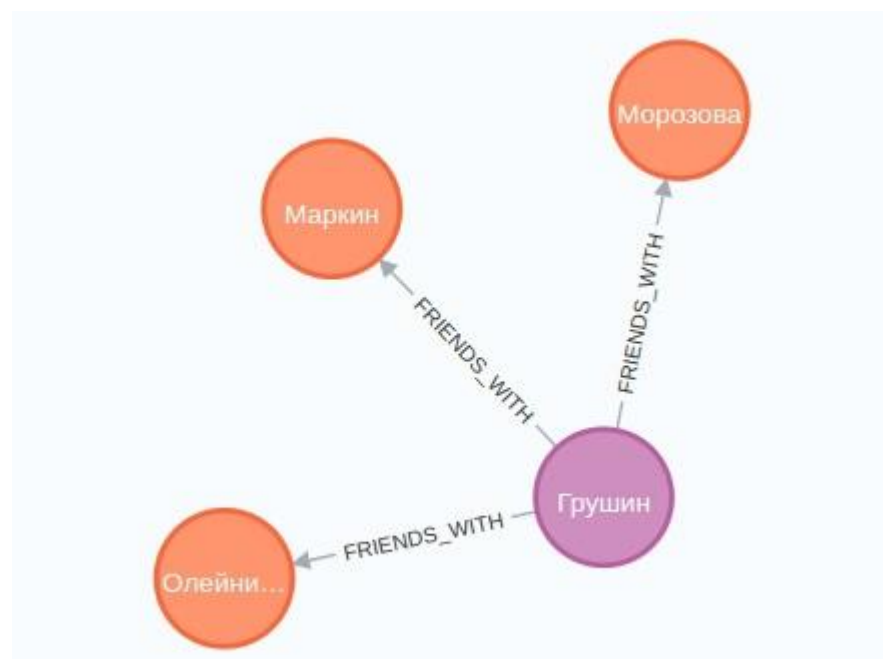 Морозова
Маркин
FRIENDS_WITH
FRIENDS_WITH
Грушин
FRIENDS_WITH
Олейни...